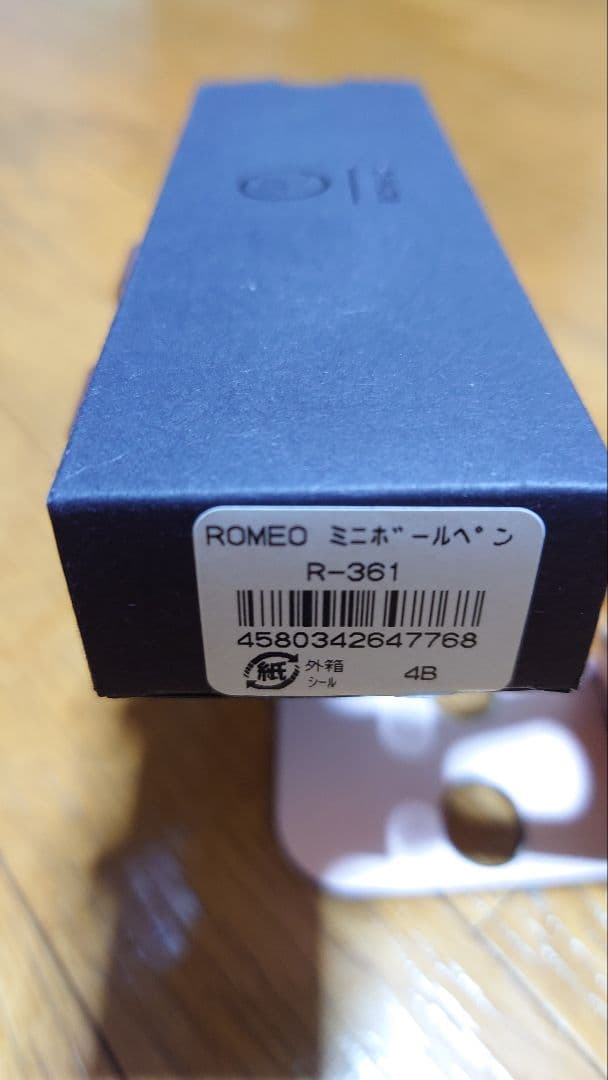 ROMEO ミニボールペン
R-361
4580342647768
紙 外箱
シール
4B